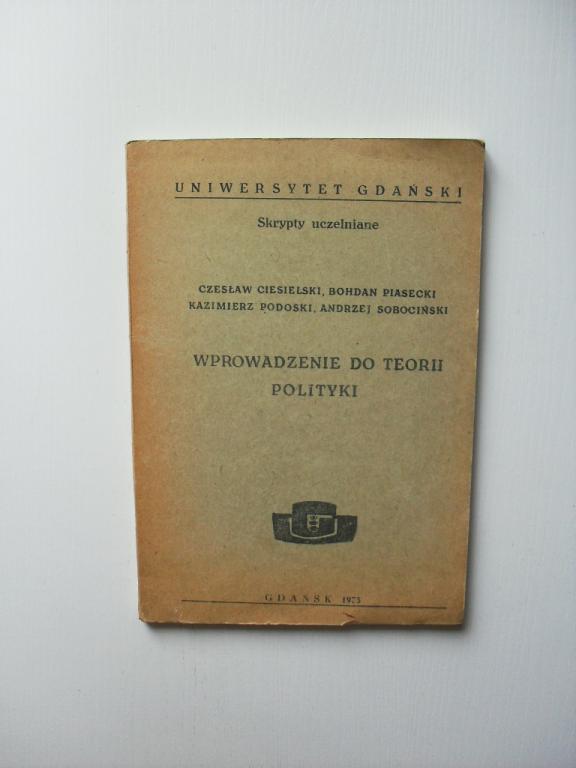 UNIWERSYTET GDAŃSKI
Skrypty uczelniane
CZESŁAW CIESIELSKI, BOHDAN PIASECKI
KAZIMIERZ PODOSKI, ANDRZEJ SOBOCIŃSKI
WPROWADZENIE DO TEORII
POLITYKI
GDAŃSK 1975